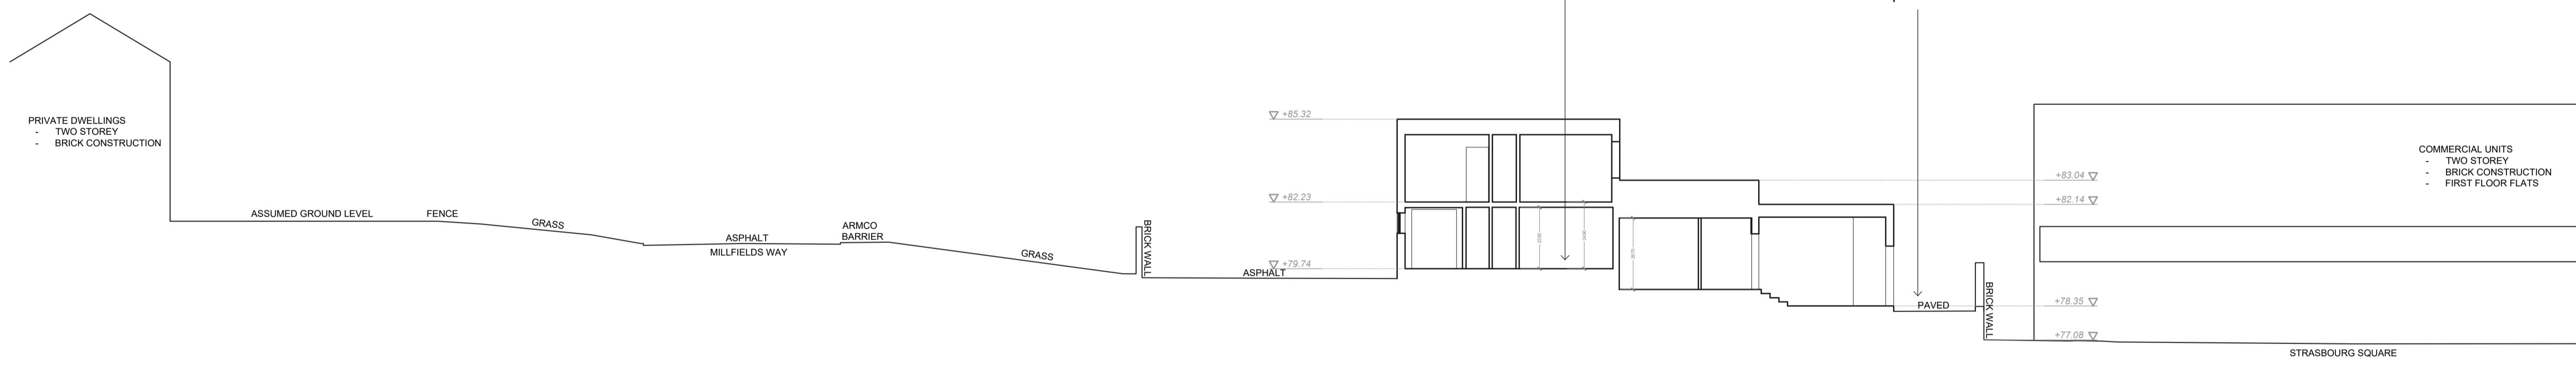 PRIVATE DWELLINGS
- TWO STOREY
- BRICK CONSTRUCTION
ASSUMED GROUND LEVEL
FENCE
GRASS
ASPHALT
MILLFIELDS WAY
ARMCO
BARRIER
GRASS
BRICK WALL
ASPHALT
+85.32
+82.23
+79.74
PAVED
BRICK WALL
+83.04
+82.14
+78.35
+77.08
COMMERCIAL UNITS
- TWO STOREY
- BRICK CONSTRUCTION
- FIRST FLOOR FLATS
STRASBOURG SQUARE